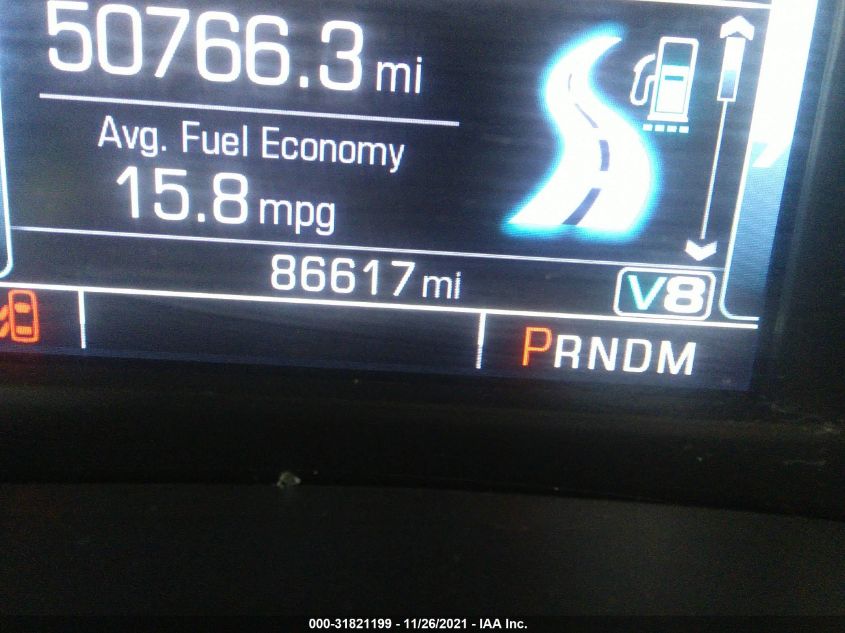 50766.3 mi
Avg. Fuel Economy
15.8 mpg
86617 mi
V8
PRNDM
000-31821199 - 11/26/2021 - IAA Inc.